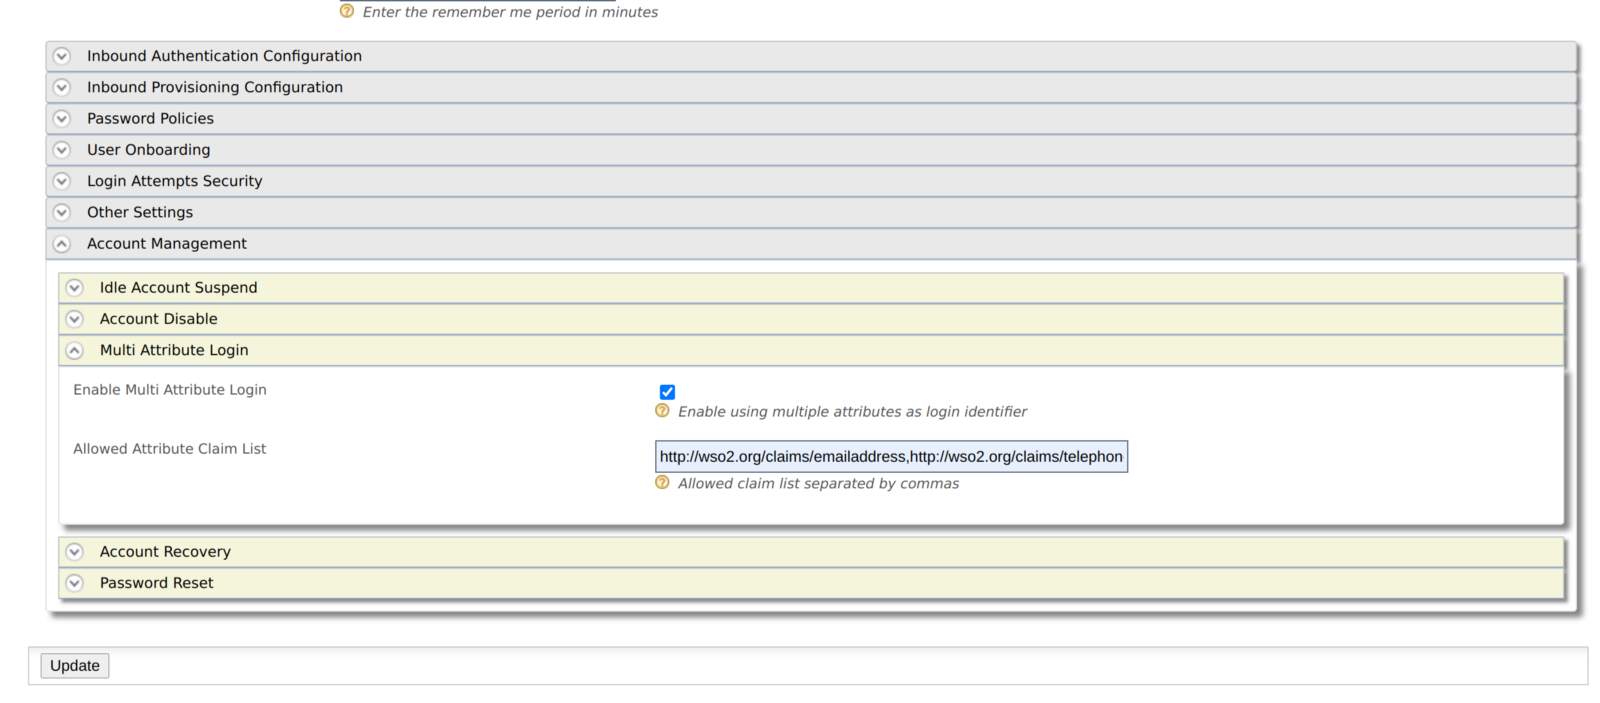 Enter the remember me period in minutes
Inbound Authentication Configuration
Inbound Provisioning Configuration
Password Policies
User Onboarding
Login Attempts Security
Other Settings
Account Management
Idle Account Suspend
Account Disable
Multi Attribute Login
Enable Multi Attribute Login
Enable using multiple attributes as login identifier
Allowed Attribute Claim List
http://wso2.org/claims/emailaddress,http://wso2.org/claims/telephon
Allowed claim list separated by commas
Account Recovery
Password Reset
Update